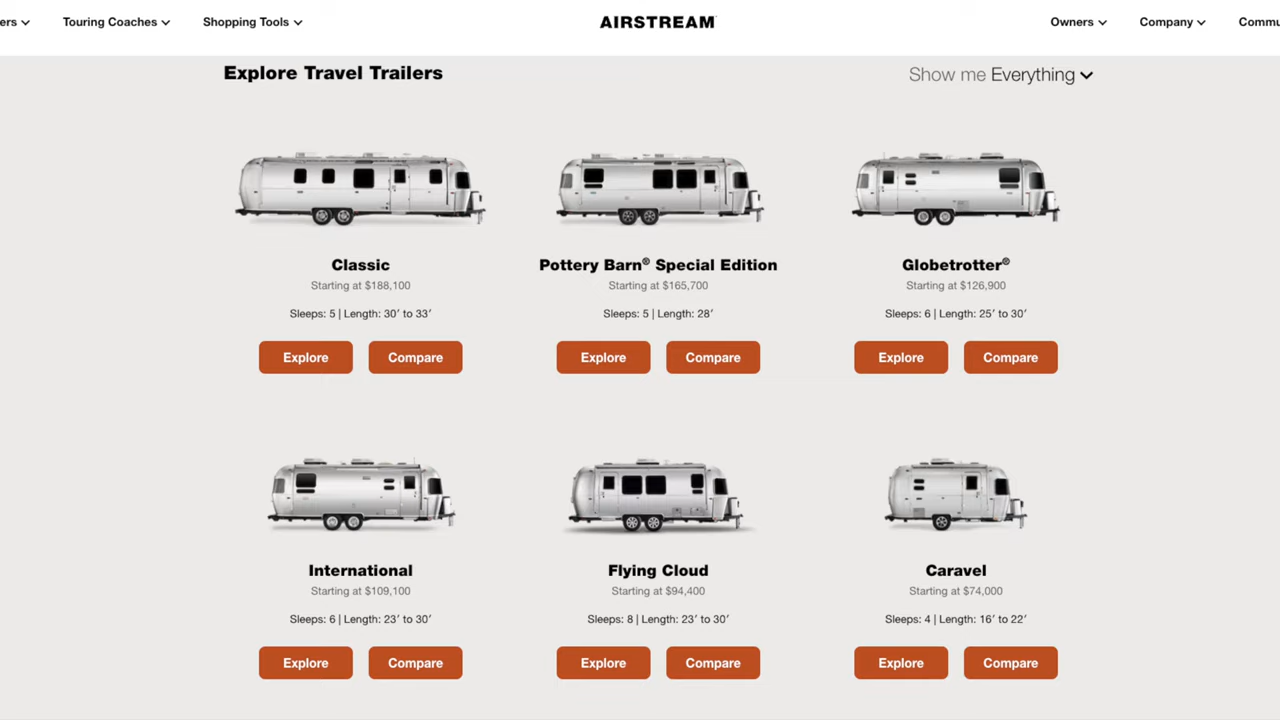 ers Touring Coaches Shopping Tools AIRSTREAM Owners Company Commu
Explore Travel Trailers Show me Everything
Classic Pottery Barn® Special Edition Globetrotter®
Starting at $188,100 Starting at $165,700 Starting at $126,900
Sleeps: 5 | Length: 30′ to 33′ Sleeps: 5 | Length: 28′ Sleeps: 6 | Length: 25′ to 30′
Explore Compare Explore Compare Explore Compare
International Flying Cloud Caravel
Starting at $109,100 Starting at $94,400 Starting at $74,000
Sleeps: 6 | Length: 23′ to 30′ Sleeps: 8 | Length: 23′ to 30′ Sleeps: 4 | Length: 16′ to 22′
Explore Compare Explore Compare Explore Compare